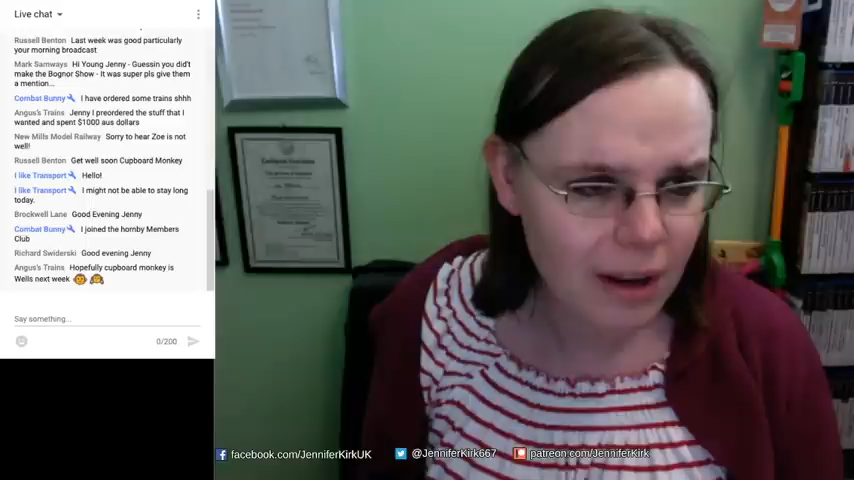 Live chat
Russell Benton Last week was good particularly
your morning broadcast
Mark Samways Hi Young Jenny - Guessin you did't
make the Bognor Show - It was super pls give them
a mention...
Combat Bunny I have ordered some trains shhh
Angus's Trains Jenny I preordered the stuff that I
wanted and spent $1000 aus dollars
New Mills Model Railway Sorry to hear Zoe is not
well!
Russell Benton Get well soon Cupboard Monkey
I like Transport Hello!
I like Transport I might not be able to stay long
today.
Brockwell Lane Good Evening Jenny
Combat Bunny I joined the hornby Members
Club
Richard Swiderski Good evening Jenny
Angus's Trains Hopefully cupboard monkey is
Wells next week
Say something...
0/200
facebook.com/JenniferKirkUK
@JenniferKirk667
patreon.com/JenniferKirk